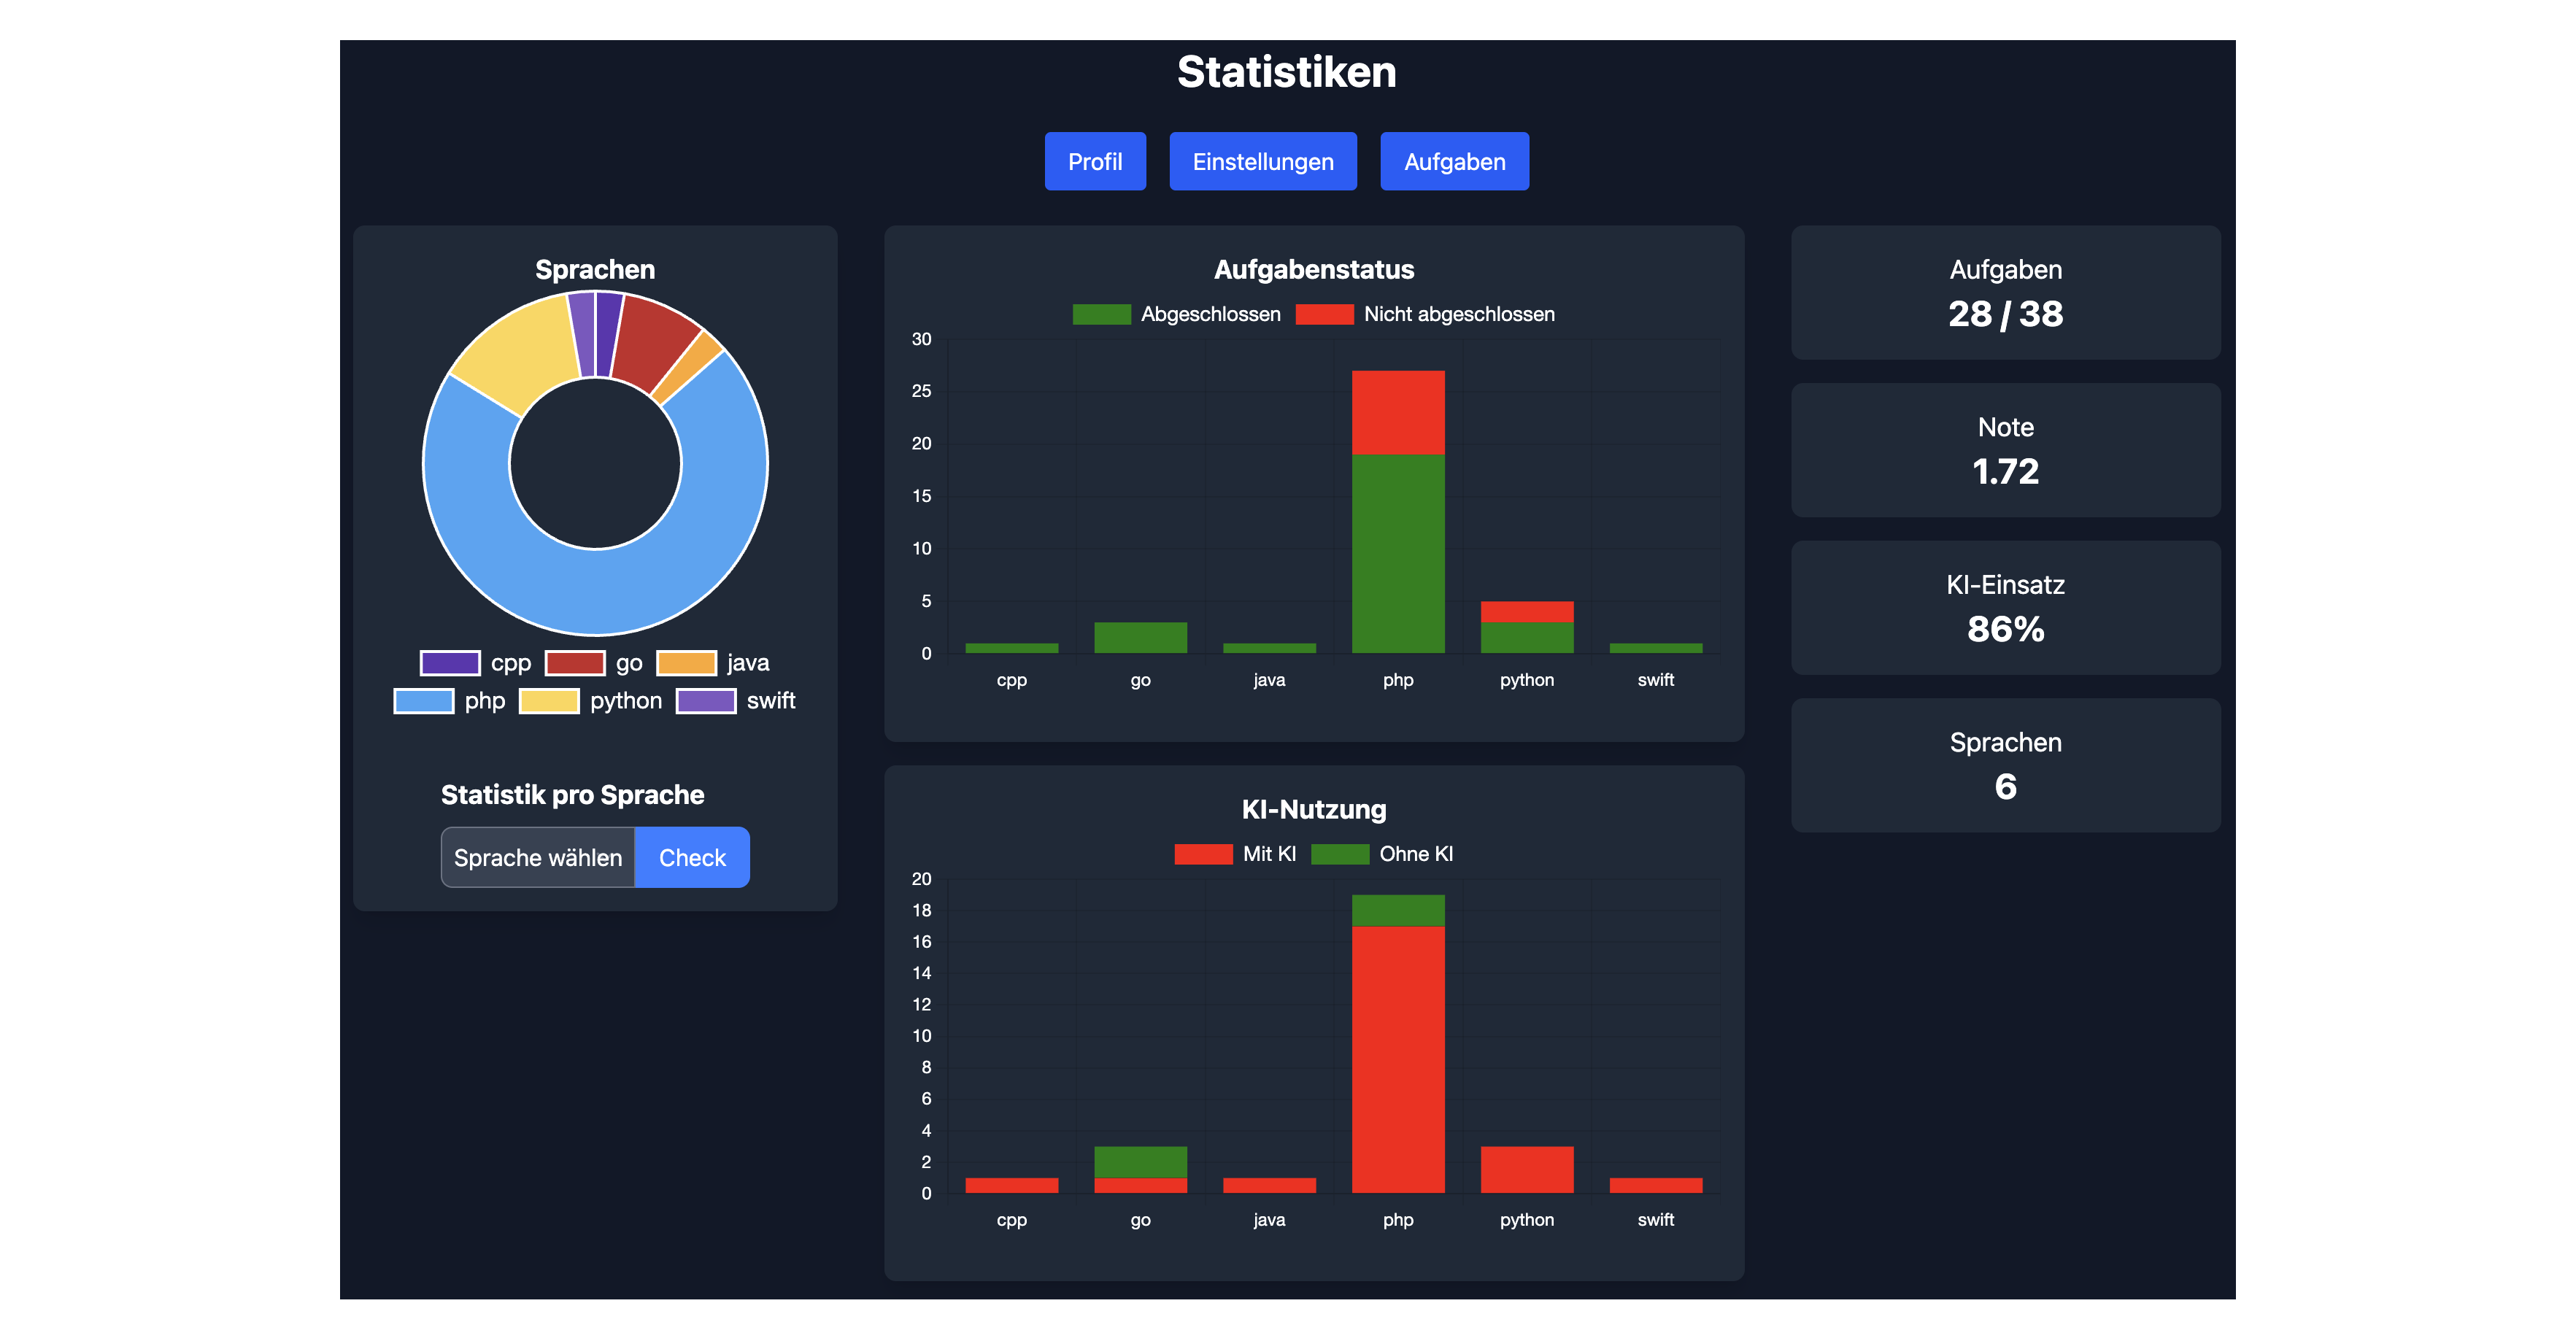 Statistiken
Profil Einstellungen Aufgaben
Sprachen
cpp go java
php python swift
Statistik pro Sprache
Sprache wählen Check
Aufgabenstatus
Abgeschlossen Nicht abgeschlossen
30
25
20
15
10
5
0
cpp go java php python swift
KI-Nutzung
Mit KI Ohne KI
20
18
16
14
12
10
8
6
4
2
0
cpp go java php python swift
Aufgaben
28 / 38
Note
1.72
KI-Einsatz
86%
Sprachen
6